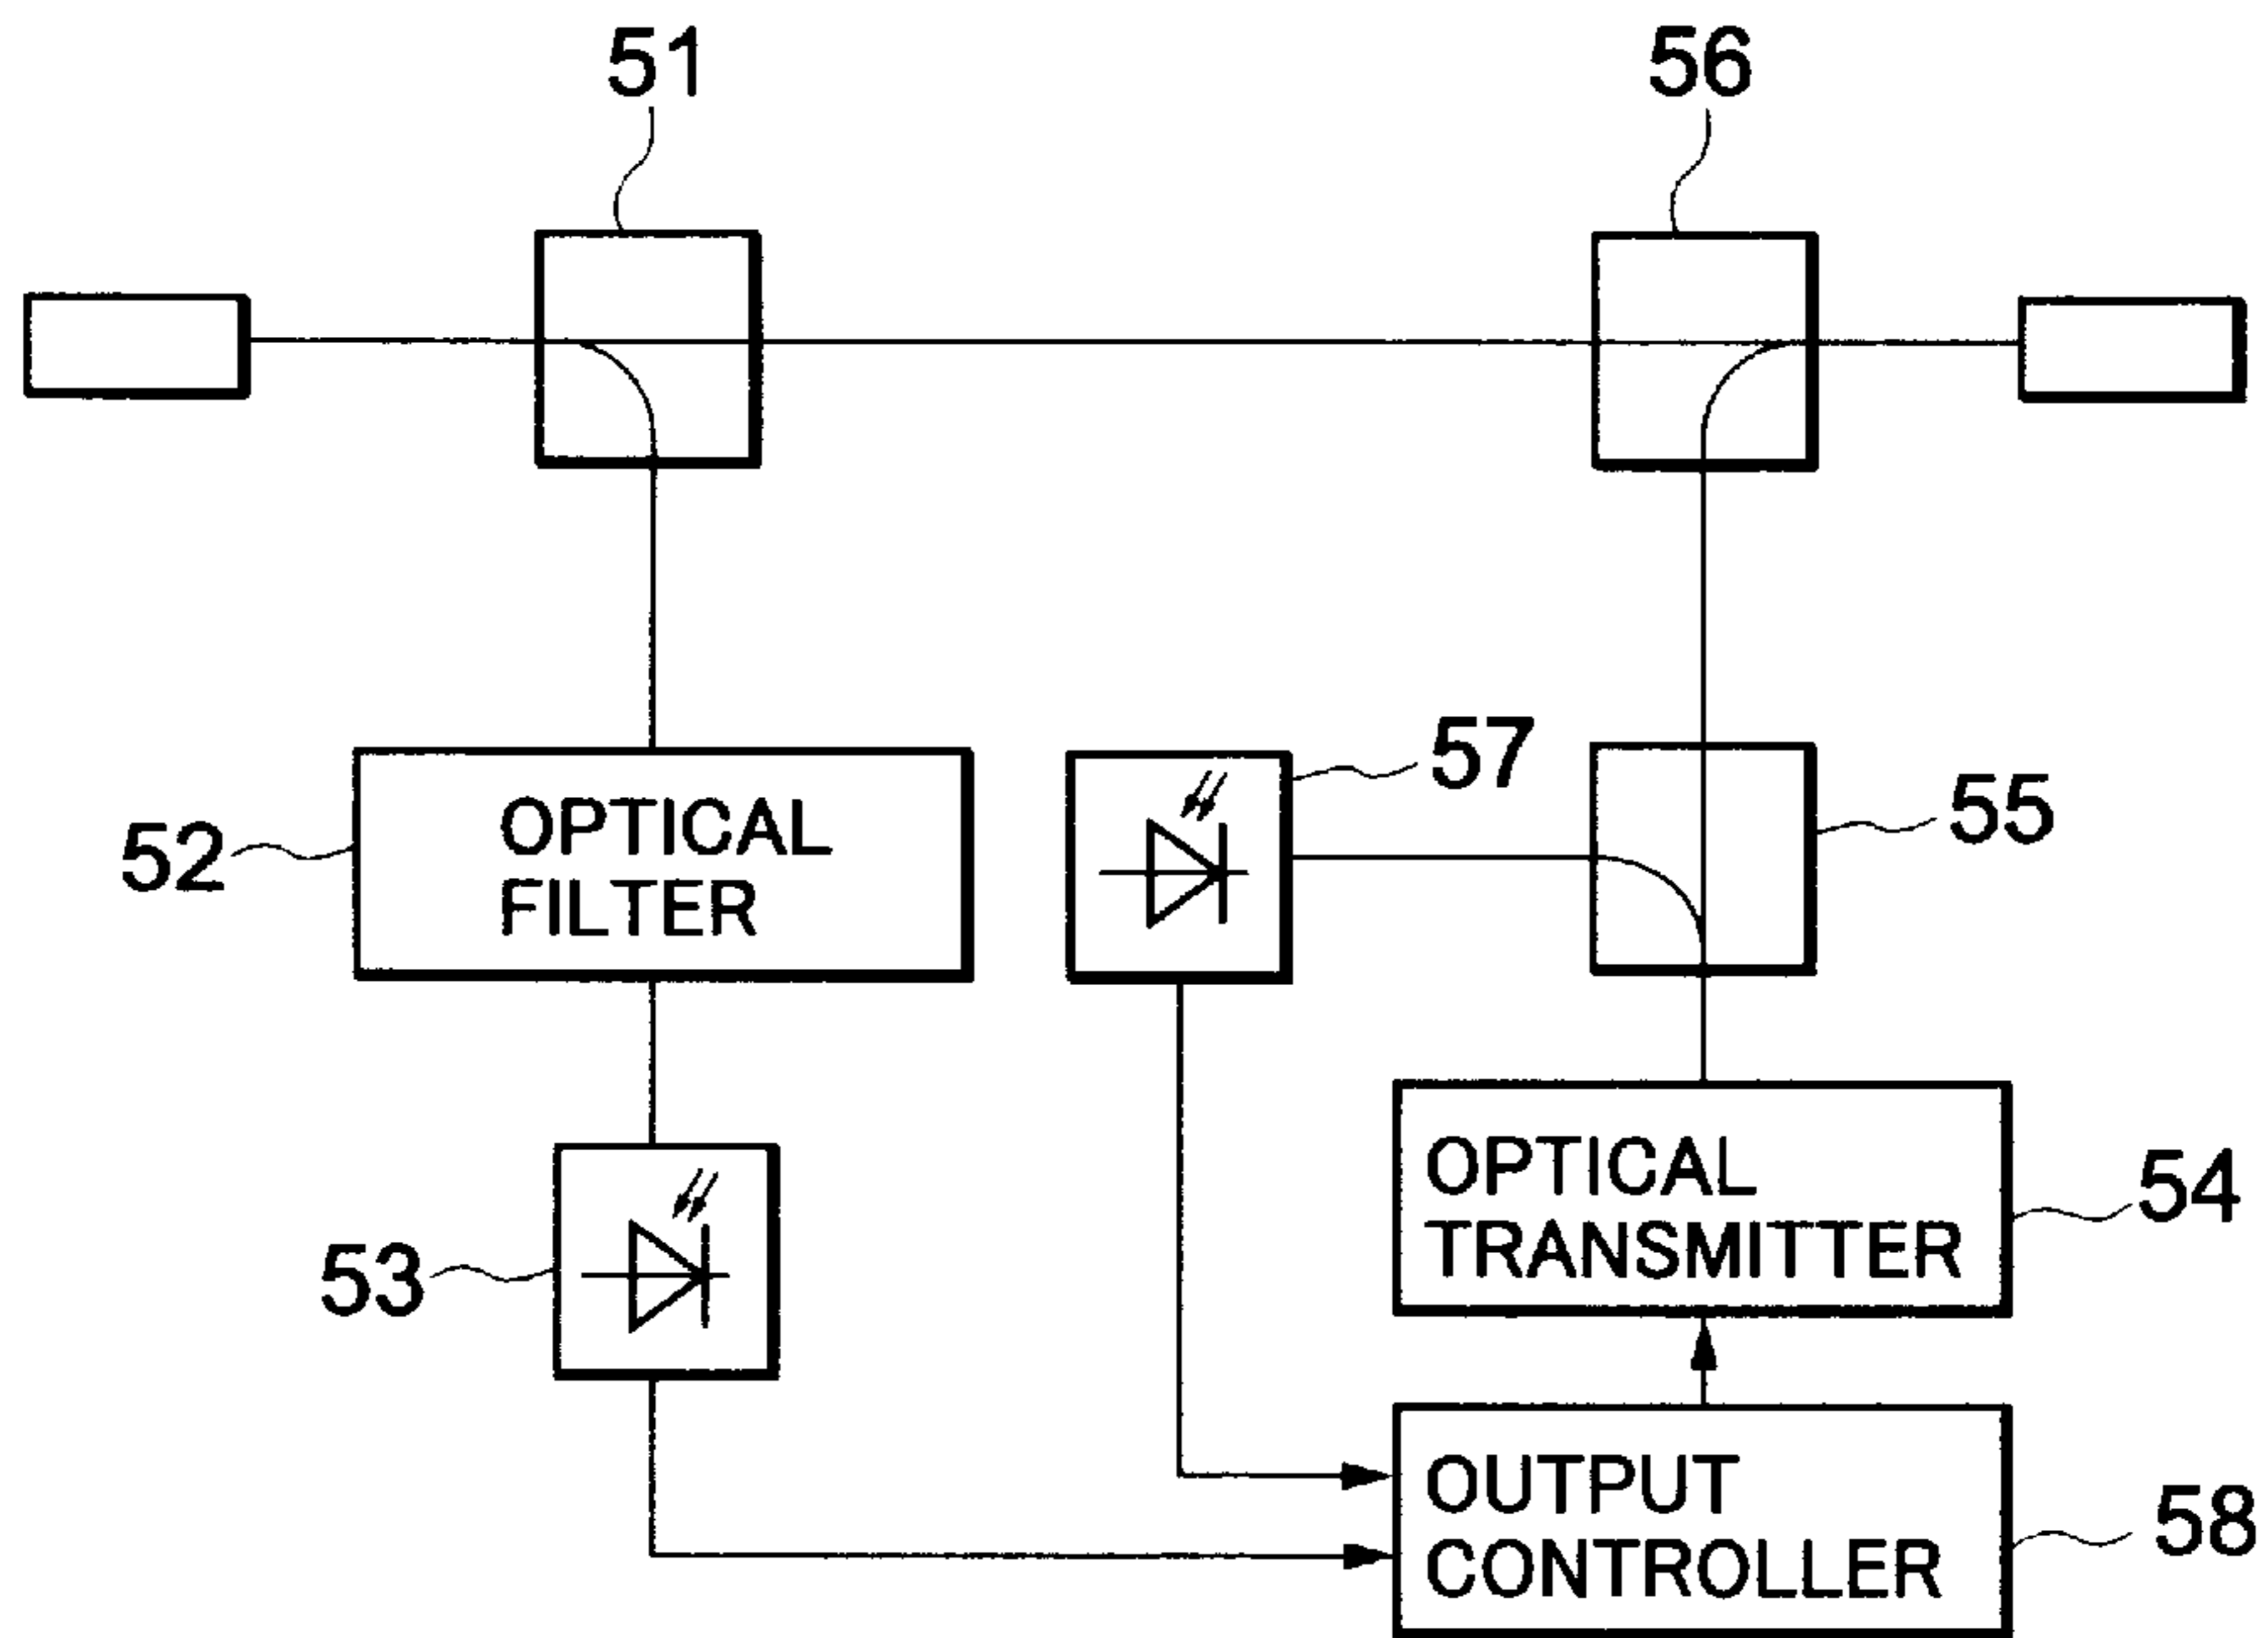 51
56
57
52
OPTICAL
FILTER
55
53
OPTICAL
TRANSMITTER
54
OUTPUT
CONTROLLER
58